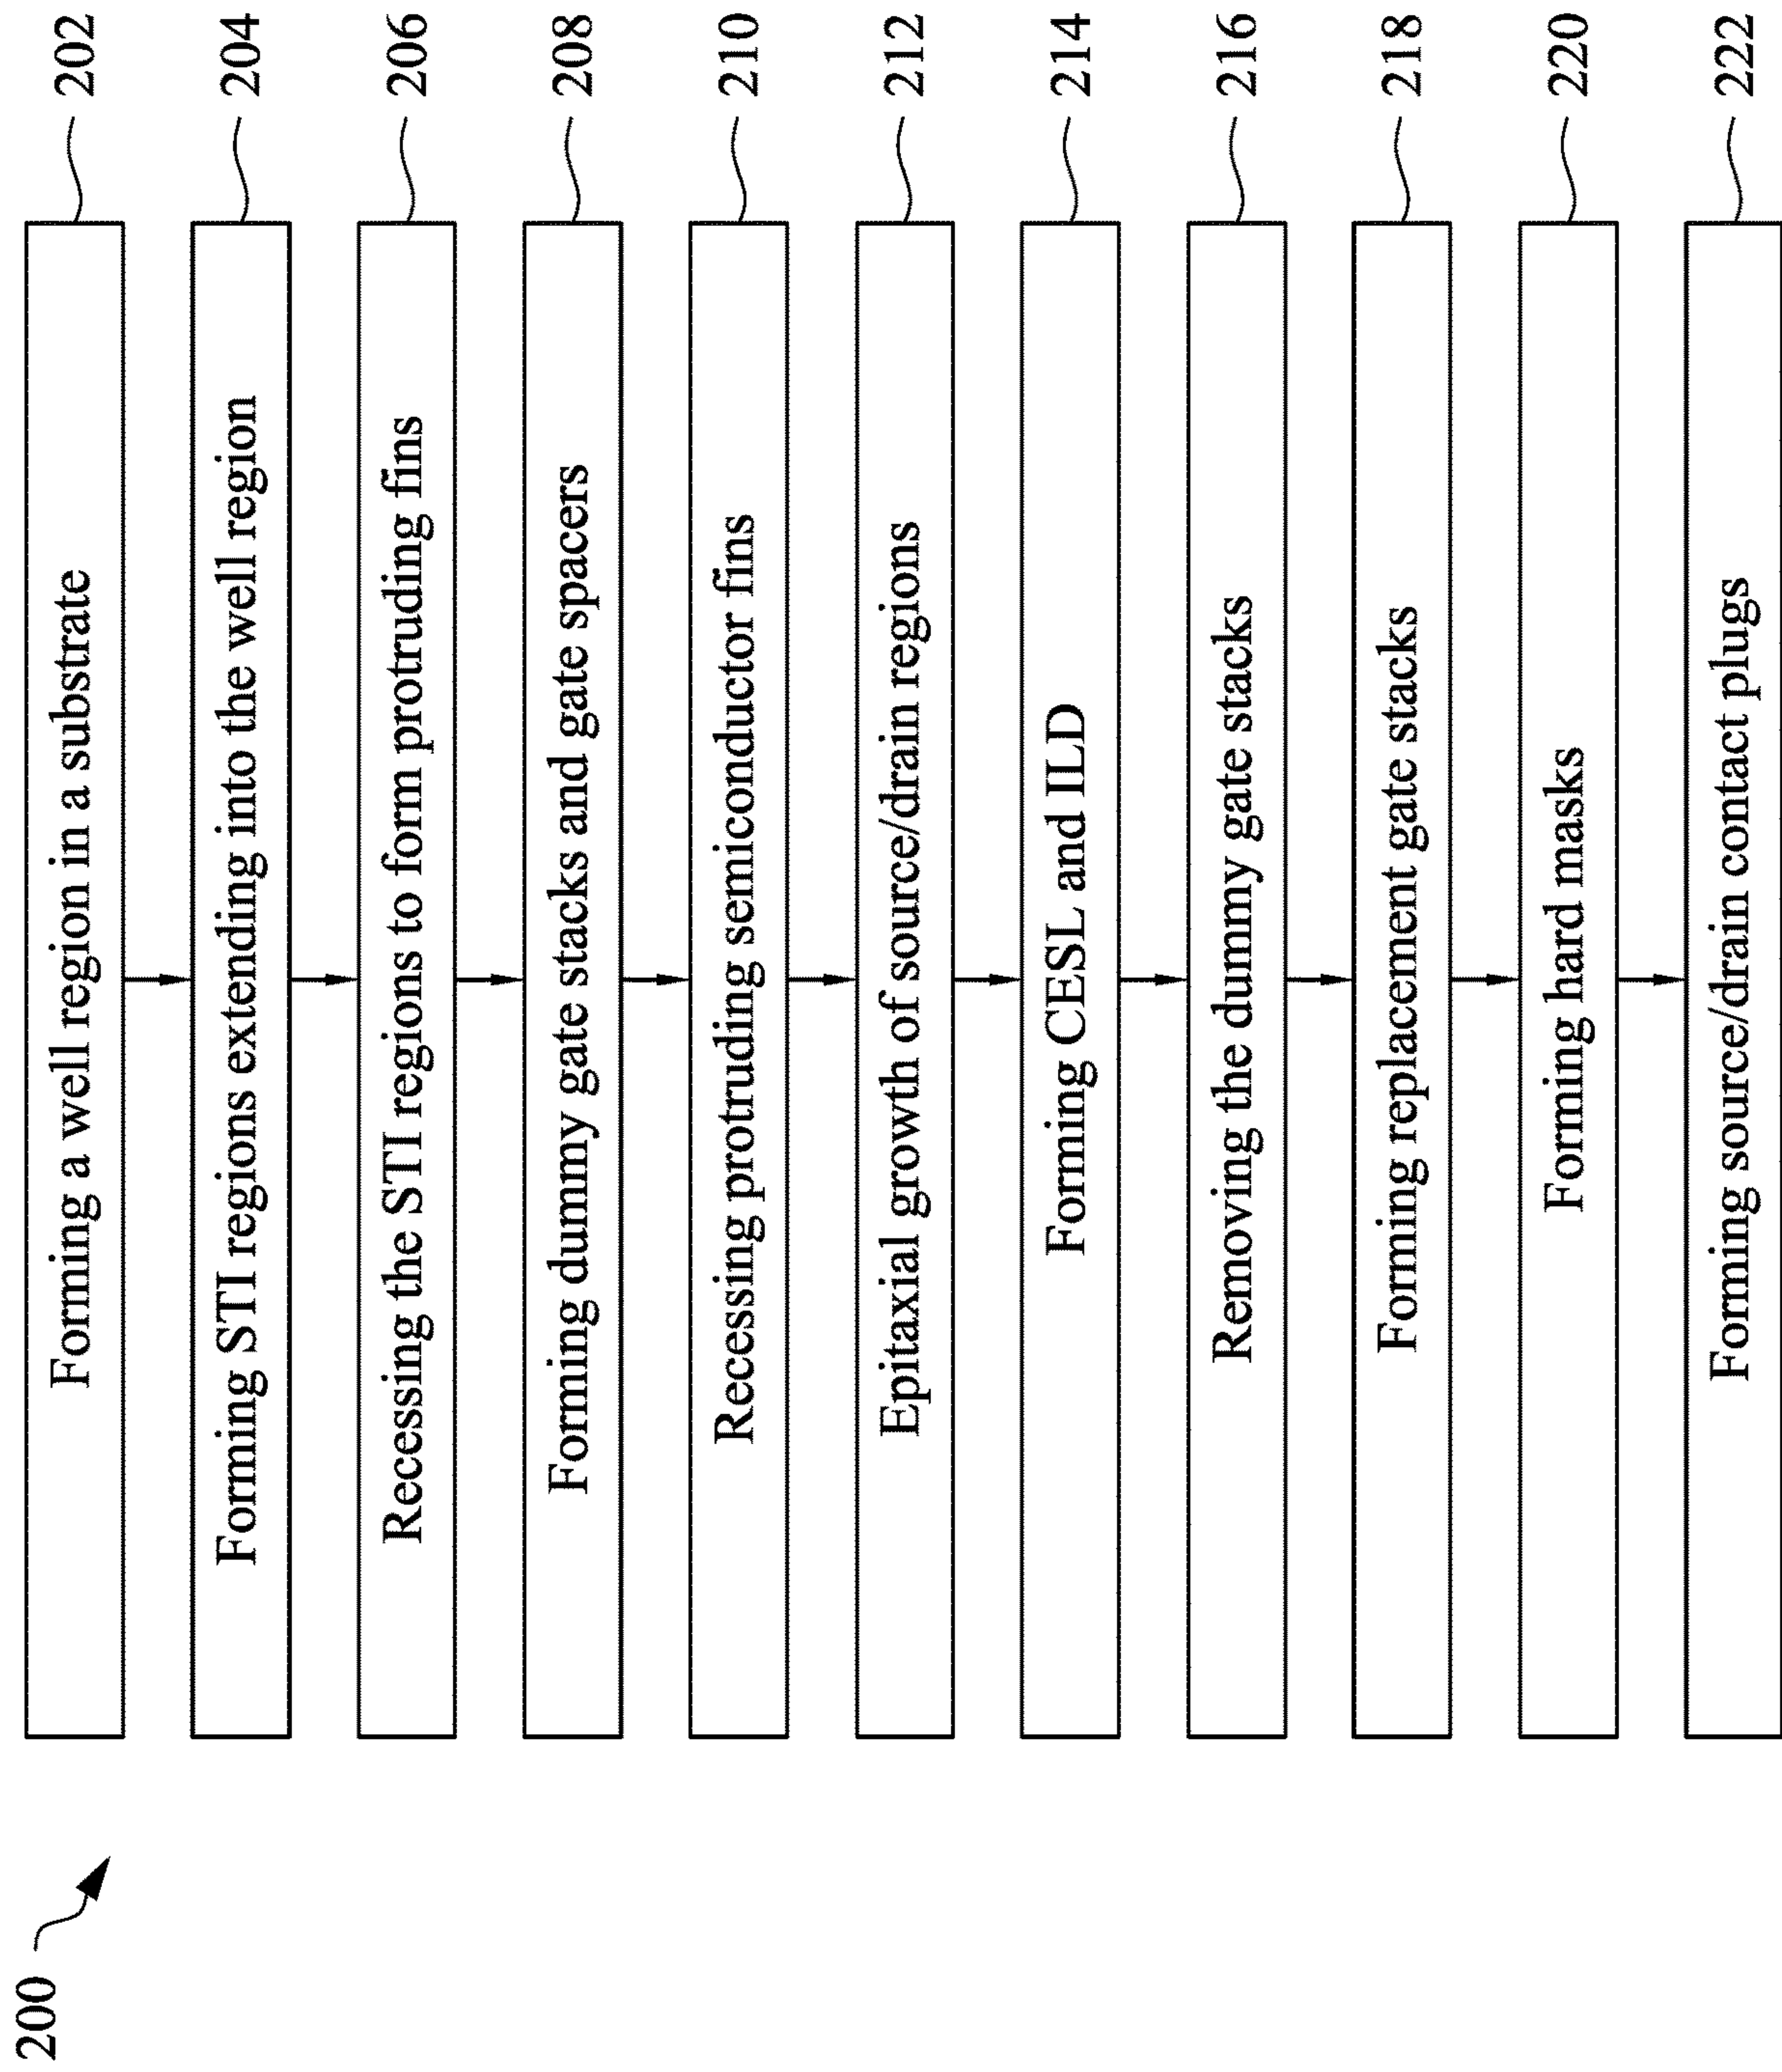 200
Forming a well region in a substrate 202
Forming STI regions extending into the well region 204
Recessing the STI regions to form protruding fins 206
Forming dummy gate stacks and gate spacers 208
Recessing protruding semiconductor fins 210
Epitaxial growth of source/drain regions 212
Forming CESL and ILD 214
Removing the dummy gate stacks 216
Forming replacement gate stacks 218
Forming hard masks 220
Forming source/drain contact plugs 222